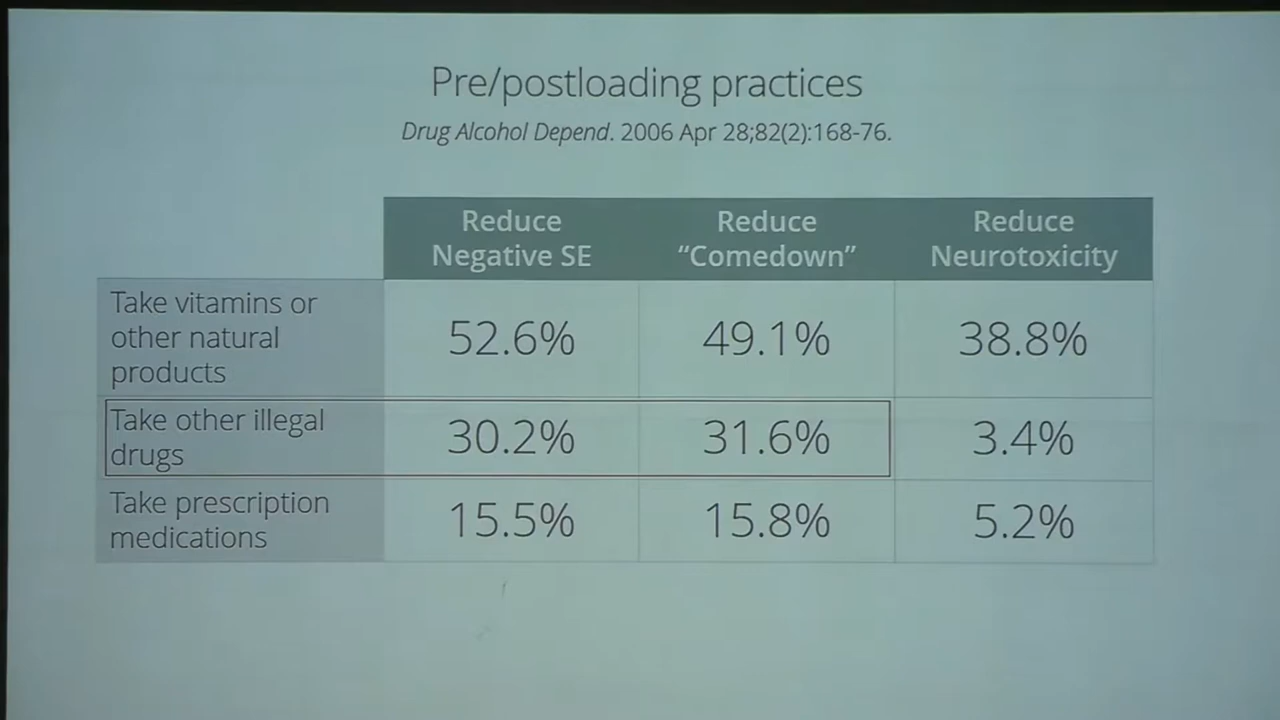 Pre/postloading practices
Drug Alcohol Depend. 2006 Apr 28;82(2):168-76.
Reduce Negative SE
Reduce “Comedown”
Reduce Neurotoxicity
Take vitamins or other natural products
52.6%
49.1%
38.8%
Take other illegal drugs
30.2%
31.6%
3.4%
Take prescription medications
15.5%
15.8%
5.2%